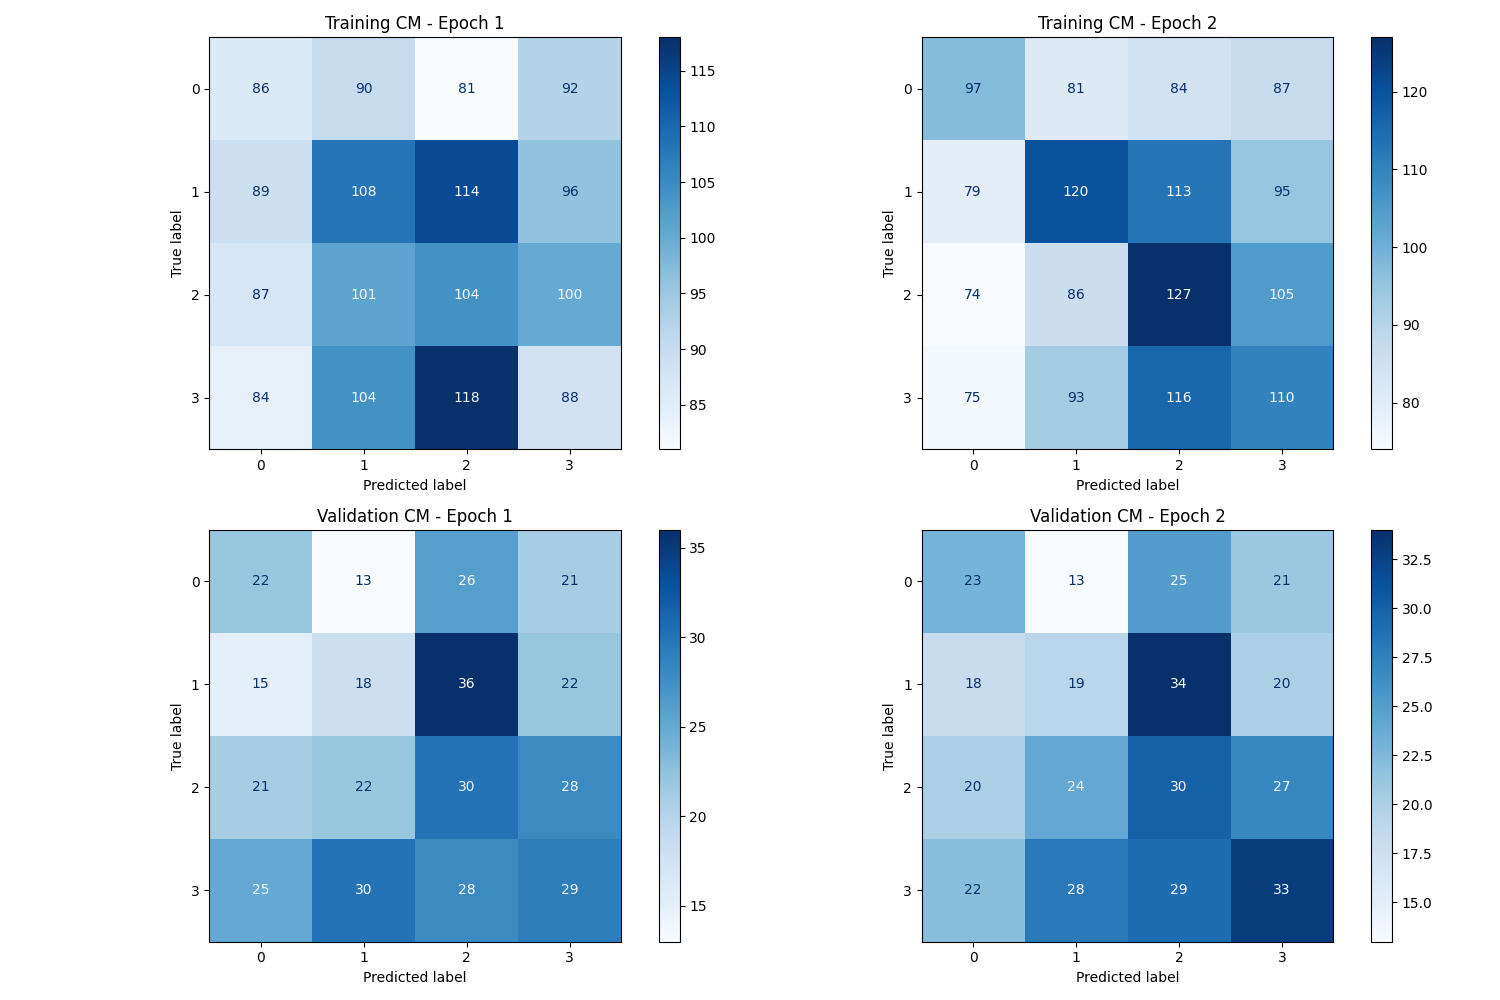 Training CM - Epoch 1
0 86 90 81 92
1 89 108 114 96
2 87 101 104 100
3 84 104 118 88
0 1 2 3
Predicted label
True label
115
110
105
100
95
90
85
Training CM - Epoch 2
0 97 81 84 87
1 79 120 113 95
2 74 86 127 105
3 75 93 116 110
0 1 2 3
Predicted label
True label
120
110
100
90
80
Validation CM - Epoch 1
0 22 13 26 21
1 15 18 36 22
2 21 22 30 28
3 25 30 28 29
0 1 2 3
Predicted label
True label
35
30
25
20
15
Validation CM - Epoch 2
0 23 13 25 21
1 18 19 34 20
2 20 24 30 27
3 22 28 29 33
0 1 2 3
Predicted label
True label
32.5
30.0
27.5
25.0
22.5
20.0
17.5
15.0